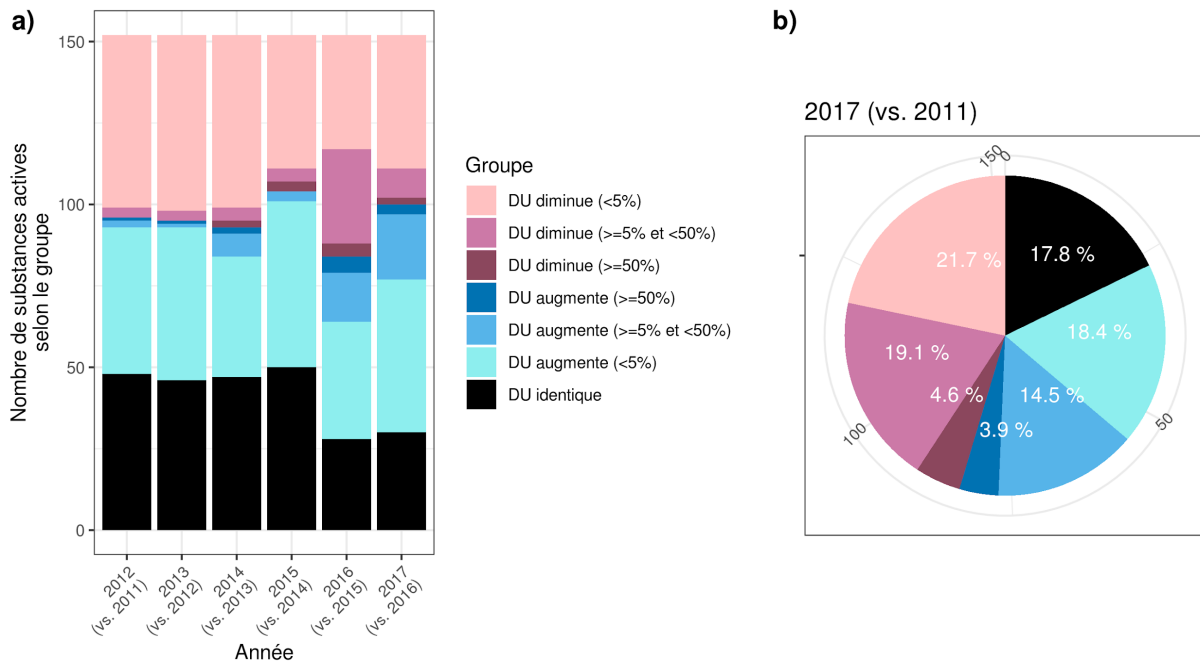 a)
150
100
50
0
Nombre de substances actives
selon le groupe
2012
(vs. 2011)
2013
(vs. 2012)
2014
(vs. 2013)
2015
(vs. 2014)
2016
(vs. 2015)
2017
(vs. 2016)
Année
Groupe
DU diminue (<5%)
DU diminue (>=5% et <50%)
DU diminue (>=50%)
DU augmente (>=50%)
DU augmente (>=5% et <50%)
DU augmente (<5%)
DU identique
b)
2017 (vs. 2011)
150
0
21.7 %
17.8 %
18.4 %
19.1 %
4.6 %
14.5 %
3.9 %
50
100